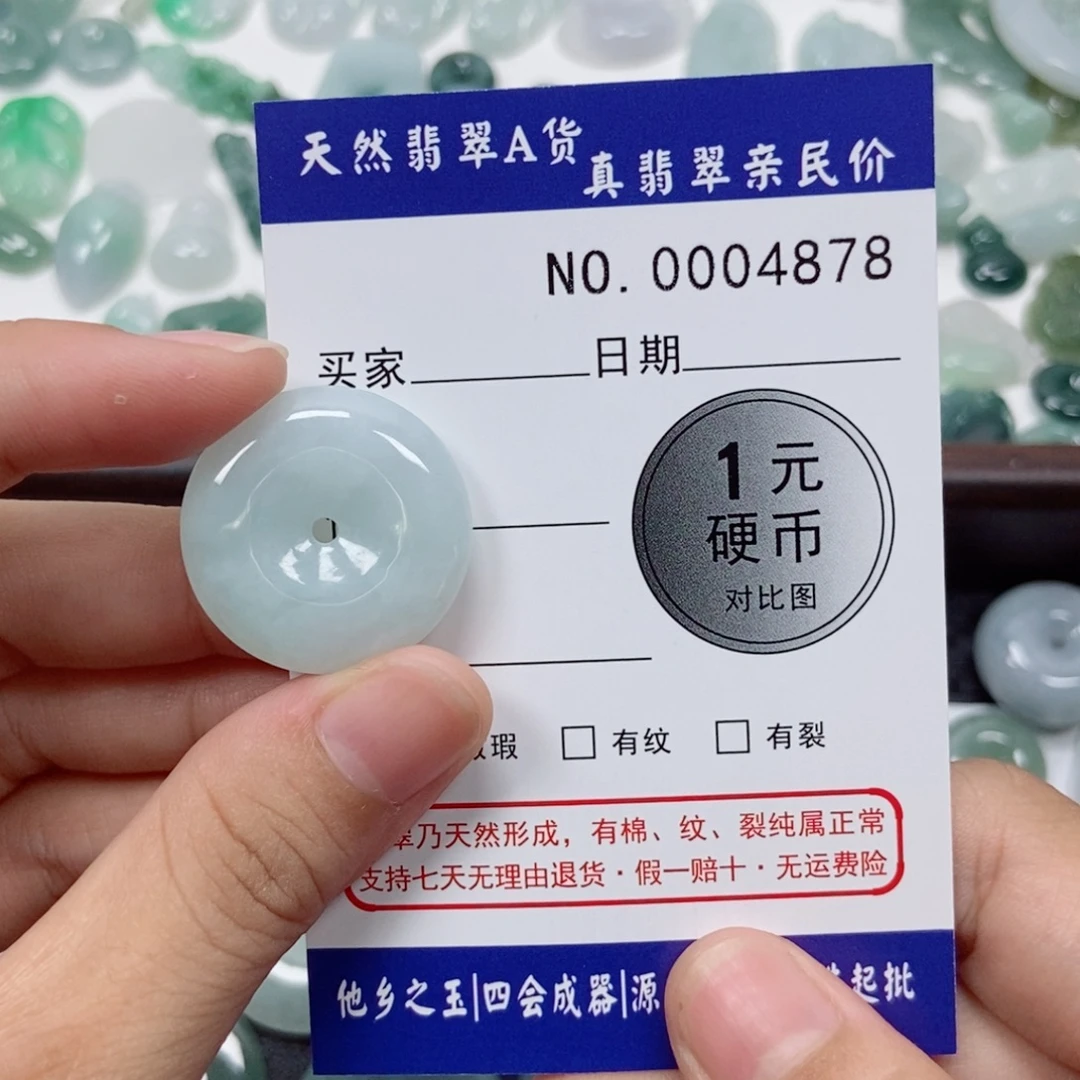 天然翡翠A货
真翡翠亲民价
NO. 0004878
买家 日期
1元
硬币
对比图
瑕 有纹 有裂
翠乃天然形成，有棉、纹、裂纯属正常
支持七天无理由退货·假一赔十·无运费险
他乡之玉|四会成器|源 起批